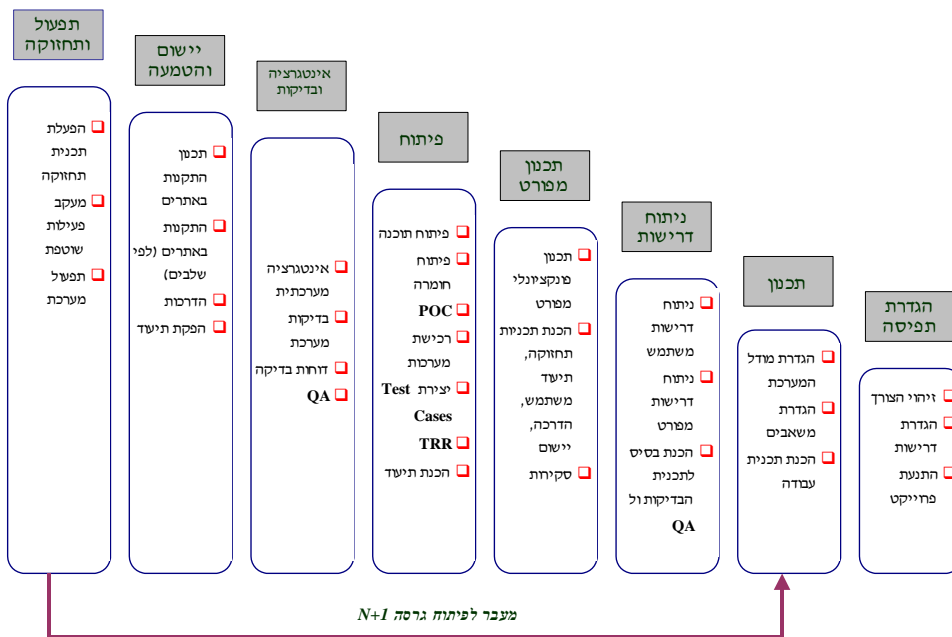 הגדרת
תפיסה
זיהוי הצורך
הגדרת
דרישות
התנעת
פרוייקט
תכנון
הגדרת מודל
המערכת
הגדרת
משאבים
הכנת תכנית
עבודה
ניתוח
דרישות
ניתוח
דרישות
משתמש
ניתוח
דרישות
מפורט
הכנת בסיס
לתכנית
הבדיקות ול
QA
תכנון
מפורט
תכנון
פונקציונלי
מפורט
הכנת תכניות
תחזוקה,
תיעוד
משתמש,
הדרכה,
יישום
סקירות
פיתוח
פיתוח תוכנה
פיתוח
חומרה
POC
רכישת
מערכות
יצירת Test
Cases
TRR
הכנת תיעוד
אינטגרציה
ובדיקות
אינטגרציה
מערכתית
בדיקות
מערכת
דוחות בדיקה
QA
יישום
והטמעה
תכנון
התקנות
באתרים
התקנות
באתרים (לפי
שלבים)
הדרכות
הפקת תיעוד
תפעול
ותחזוקה
הפעלת
תכנית
תחזוקה
מעקב
פעילות
שוטפת
תפעול
מערכת
מעבר לפיתוח גרסה N+1